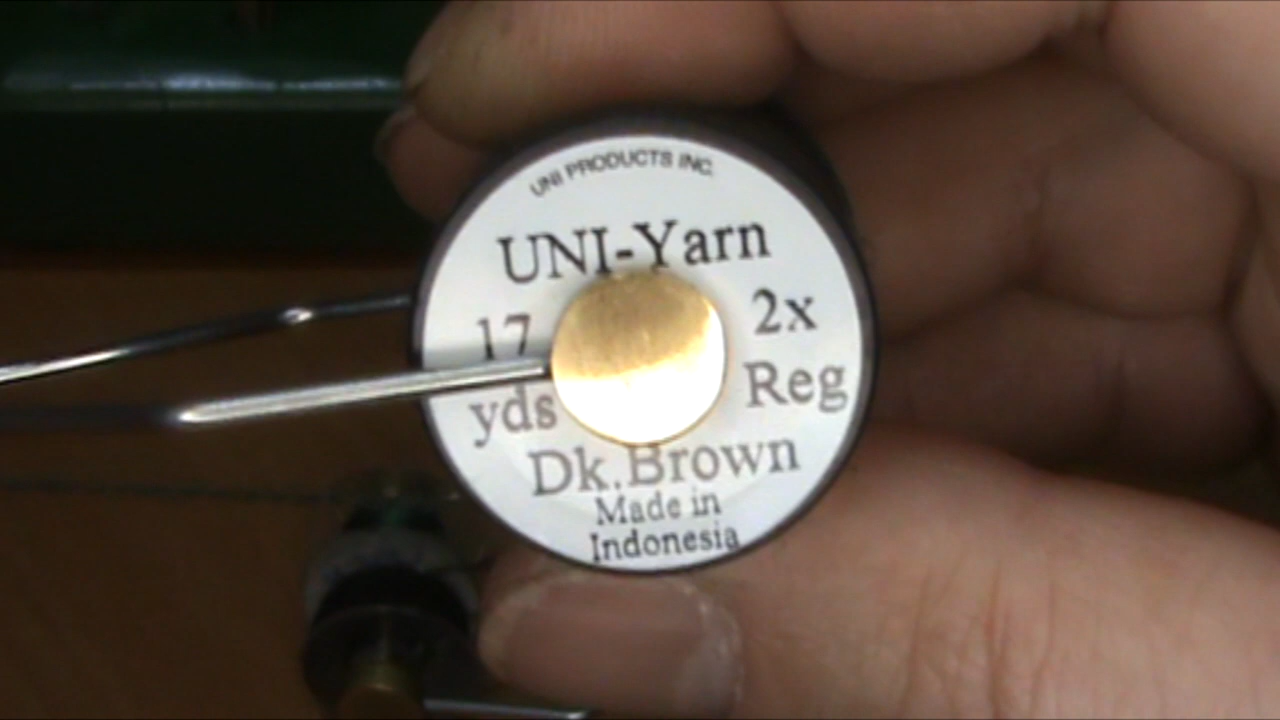 UNI PRODUCTS INC.
UNI-Yarn
17 yds
2x Reg
Dk.Brown
Made in
Indonesia